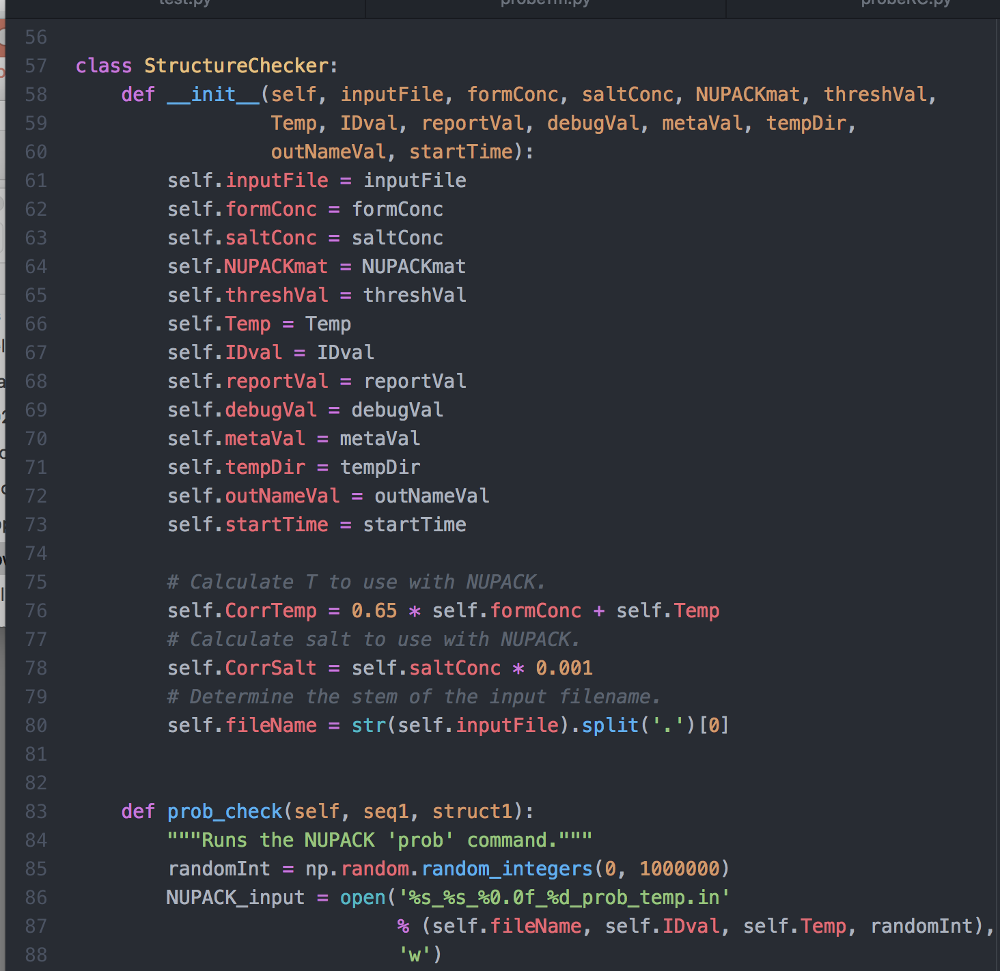 test.py probeTm.py probeRC.py
56
57 class StructureChecker:
58 def __init__(self, inputFile, formConc, saltConc, NUPACKmat, threshVal,
59 Temp, IDval, reportVal, debugVal, metaVal, tempDir,
60 outNameVal, startTime):
61 self.inputFile = inputFile
62 self.formConc = formConc
63 self.saltConc = saltConc
64 self.NUPACKmat = NUPACKmat
65 self.threshVal = threshVal
66 self.Temp = Temp
67 self.IDval = IDval
68 self.reportVal = reportVal
69 self.debugVal = debugVal
70 self.metaVal = metaVal
71 self.tempDir = tempDir
72 self.outNameVal = outNameVal
73 self.startTime = startTime
74
75 # Calculate T to use with NUPACK.
76 self.CorrTemp = 0.65 * self.formConc + self.Temp
77 # Calculate salt to use with NUPACK.
78 self.CorrSalt = self.saltConc * 0.001
79 # Determine the stem of the input filename.
80 self.fileName = str(self.inputFile).split('.')[0]
81
82
83 def prob_check(self, seq1, struct1):
84 """Runs the NUPACK 'prob' command."""
85 randomInt = np.random.random_integers(0, 1000000)
86 NUPACK_input = open('%s_%s_%0.0f_%d_prob_temp.in'
87 % (self.fileName, self.IDval, self.Temp, randomInt),
88 'w')